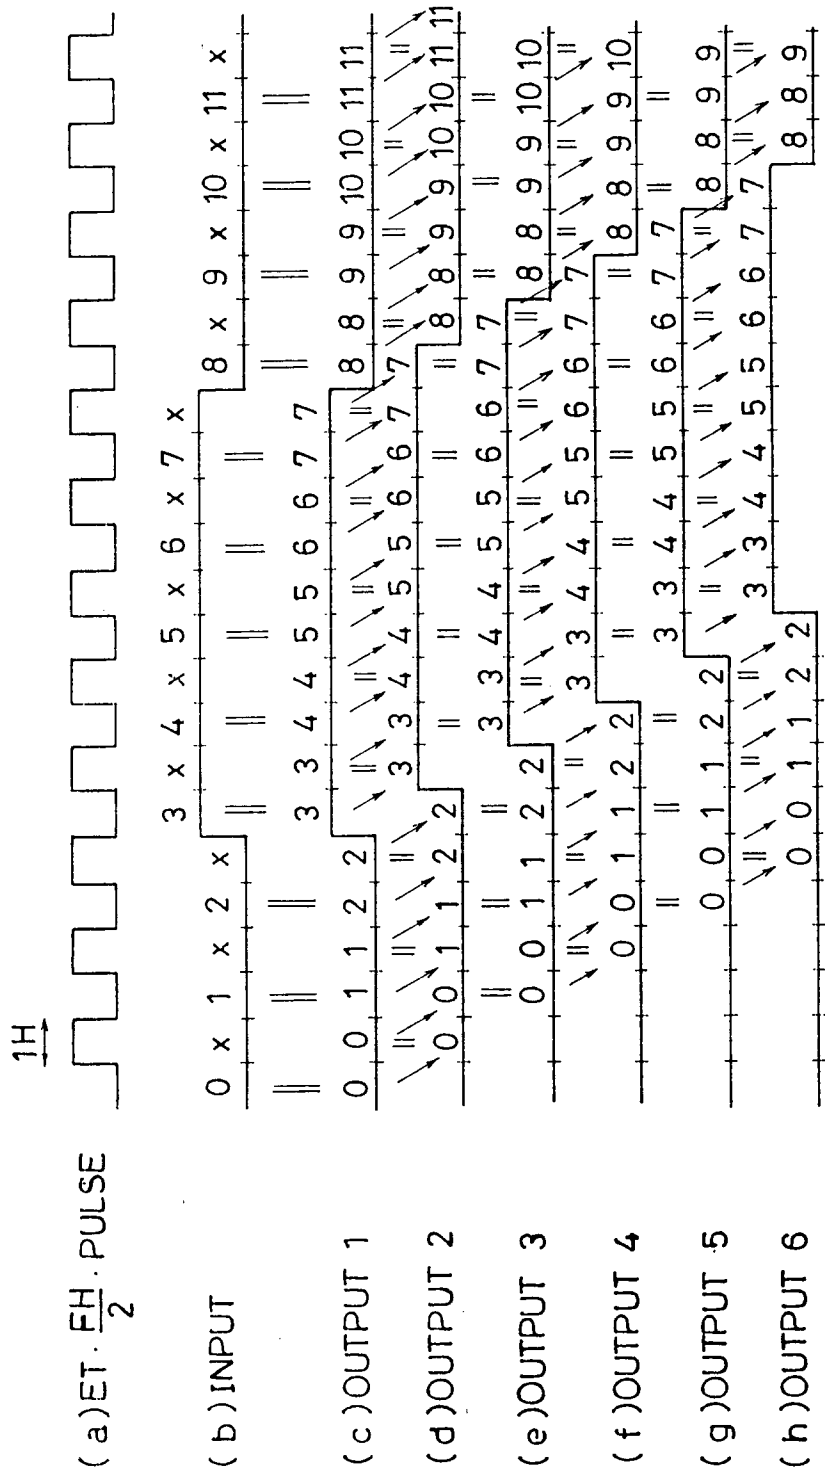 1H
(a) ET · FH/2 · PULSE
(b) INPUT 0 x 1 x 2 x 3 x 4 x 5 x 6 x 7 x 8 x 9 x 10 x 11 x
(c) OUTPUT 1 0 0 1 1 2 2 3 3 4 4 5 5 6 6 7 7 8 8 9 9 10 10 11 11
(d) OUTPUT 2 0 0 1 1 2 2 3 3 4 4 5 5 6 6 7 7 8 8 9 9 10 10 11 11
(e) OUTPUT 3 0 0 1 1 2 2 3 3 4 4 5 5 6 6 7 7 8 8 9 9 10 10
(f) OUTPUT 4 0 0 1 1 2 2 3 3 4 4 5 5 6 6 7 7 8 8 9 9 10
(g) OUTPUT 5 0 0 1 1 2 2 3 3 4 4 5 5 6 6 7 7 8 8 9 9
(h) OUTPUT 6 0 0 1 1 2 2 3 3 4 4 5 5 6 6 7 7 8 8 9